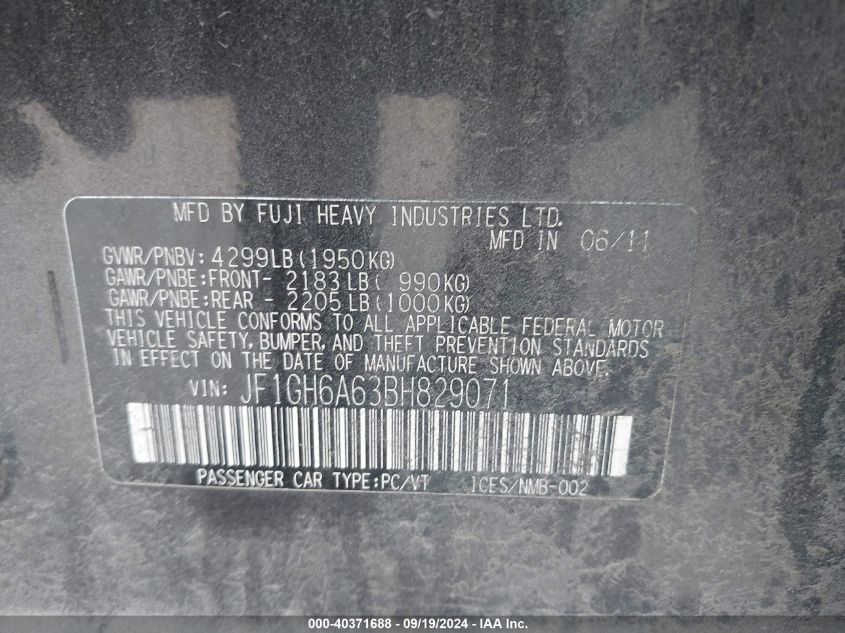 MFD BY FUJI HEAVY INDUSTRIES LTD.
MFD IN 06/11
GVWR/PNBV: 4299LB(1950KG)
GAWR/PNBE:FRONT- 2183LB( 990KG)
GAWR/PNBE:REAR - 2205LB(1000KG)
THIS VEHICLE CONFORMS TO ALL APPLICABLE FEDERAL MOTOR
VEHICLE SAFETY, BUMPER, AND THEFT PREVENTION STANDARDS
IN EFFECT ON THE DATE OF MANUFACTURE SHOWN ABOVE.
VIN: JF1GH6A63BH829071
PASSENGER CAR TYPE:PC/VT ICES/NMB-002
000-40371688 - 09/19/2024 - IAA Inc.